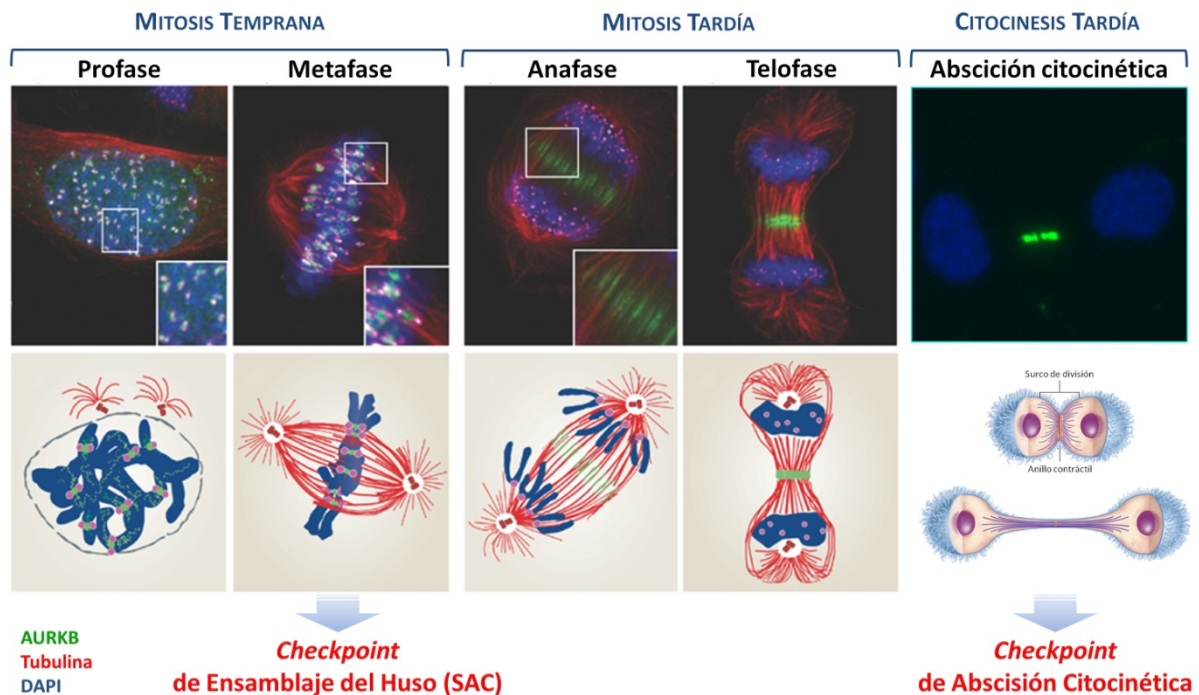 MITOSIS TEMPRANA
MITOSIS TARDÍA
CITOCINESIS TARDÍA
Profase
Metafase
Anafase
Telofase
Abscición citocinética
Surco de división
Anillo contráctil
AURKB
Tubulina
DAPI
Checkpoint
de Ensamblaje del Huso (SAC)
Checkpoint
de Abscisión Citocinética